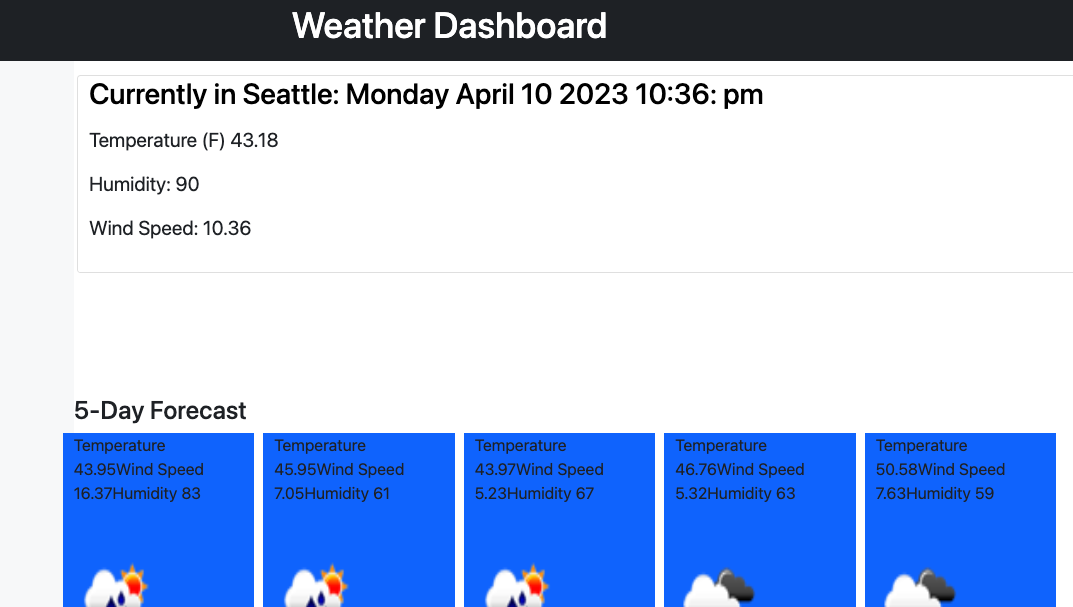 Weather Dashboard
Currently in Seattle: Monday April 10 2023 10:36: pm
Temperature (F) 43.18
Humidity: 90
Wind Speed: 10.36
5-Day Forecast
Temperature
43.95Wind Speed
16.37Humidity 83
Temperature
45.95Wind Speed
7.05Humidity 61
Temperature
43.97Wind Speed
5.23Humidity 67
Temperature
46.76Wind Speed
5.32Humidity 63
Temperature
50.58Wind Speed
7.63Humidity 59